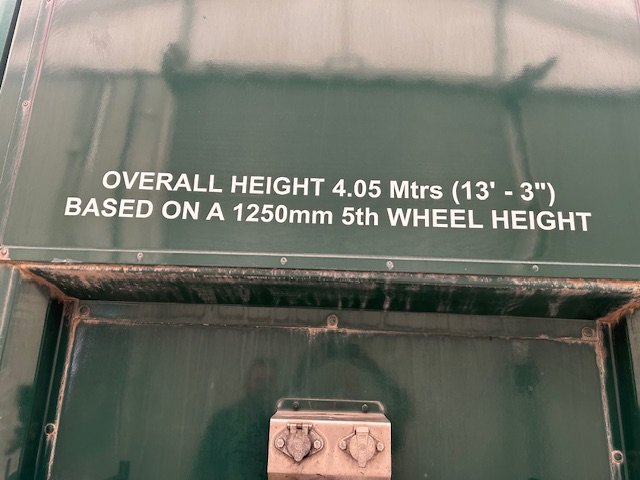 OVERALL HEIGHT 4.05 Mtrs (13' - 3")
BASED ON A 1250mm 5th WHEEL HEIGHT